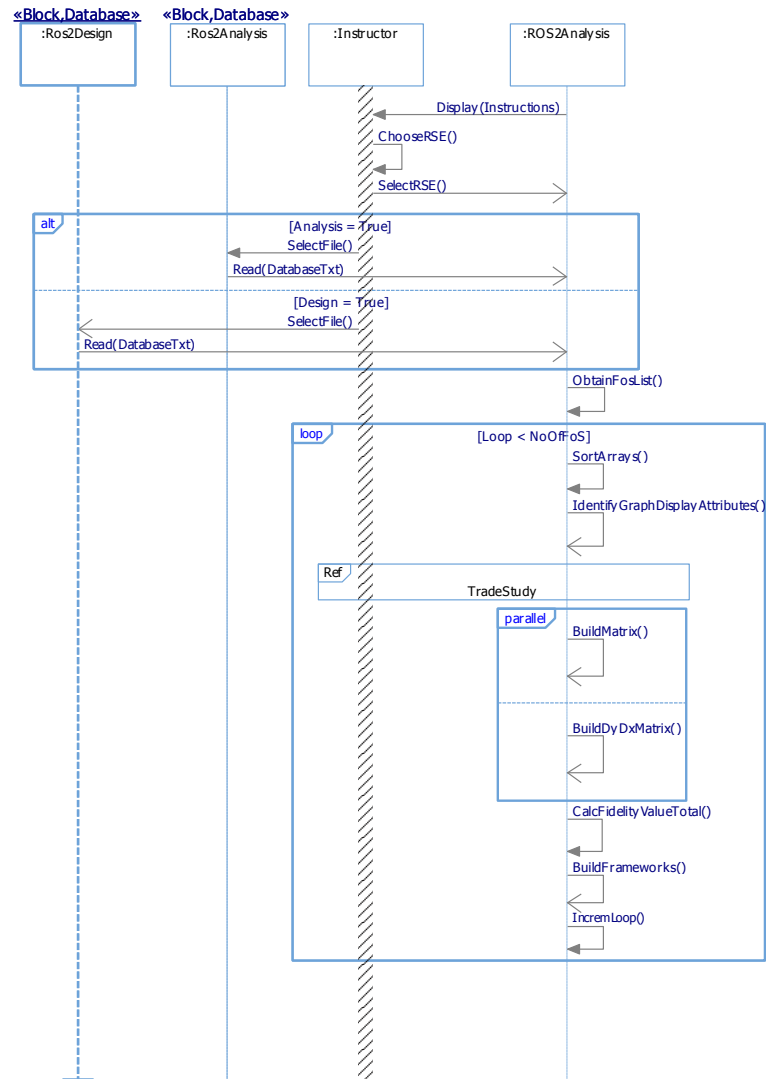 «Block,Database» «Block,Database»
:Ros2Design :Ros2Analysis :Instructor :ROS2Analysis
Display(Instructions)
ChooseRSE()
SelectRSE()
alt
[Analysis = True]
SelectFile()
Read(DatabaseTxt)
[Design = True]
SelectFile()
Read(DatabaseTxt)
ObtainFosList()
loop
[Loop < NoOfFoS]
SortArrays()
IdentifyGraphDisplayAttributes()
Ref
TradeStudy
parallel
BuildMatrix()
BuildDyDxMatrix()
CalcFidelityValueTotal()
BuildFrameworks()
IncremLoop()